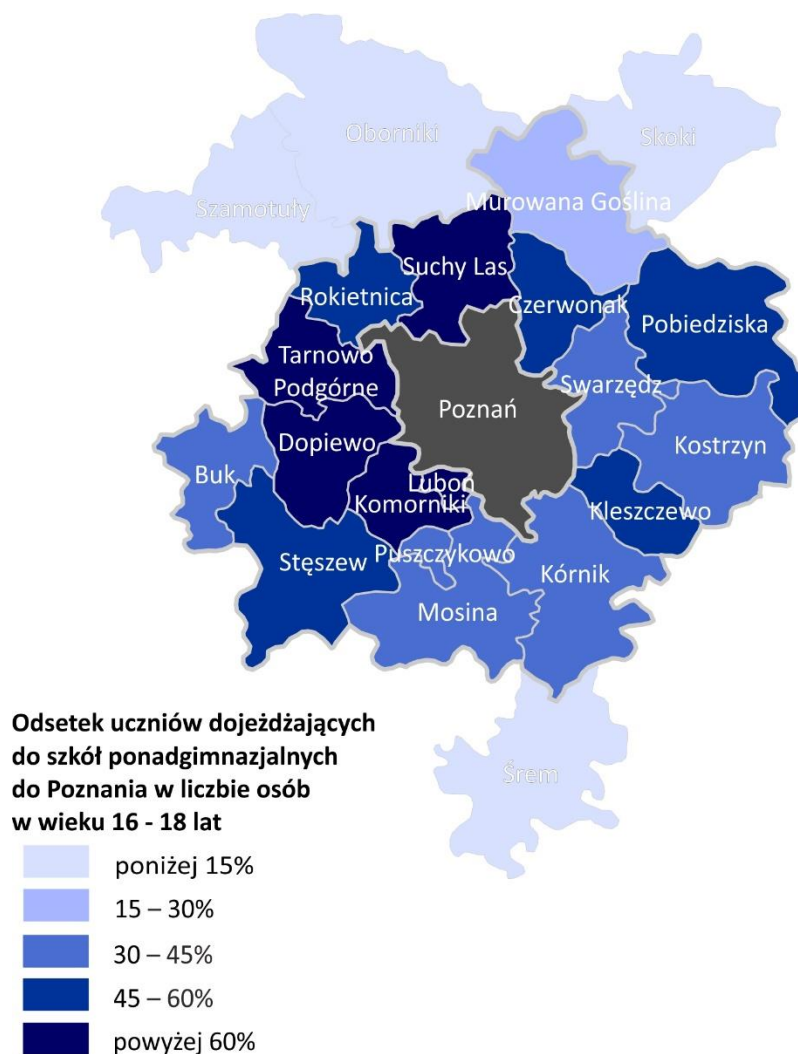 Oborniki
Skoki
Szamotuły
Murowana Goślina
Suchy Las
Rokietnica
Czerwonak
Pobiedziska
Tarnowo
Podgórne
Swarzędz
Poznań
Dopiewo
Kostrzyn
Buk
Luboń
Komorniki
Kleszczewo
Puszczykowo
Stęszew
Kórnik
Mosina
Śrem
Odsetek uczniów dojeżdżających
do szkół ponadgimnazjalnych
do Poznania w liczbie osób
w wieku 16 - 18 lat
poniżej 15%
15 – 30%
30 – 45%
45 – 60%
powyżej 60%